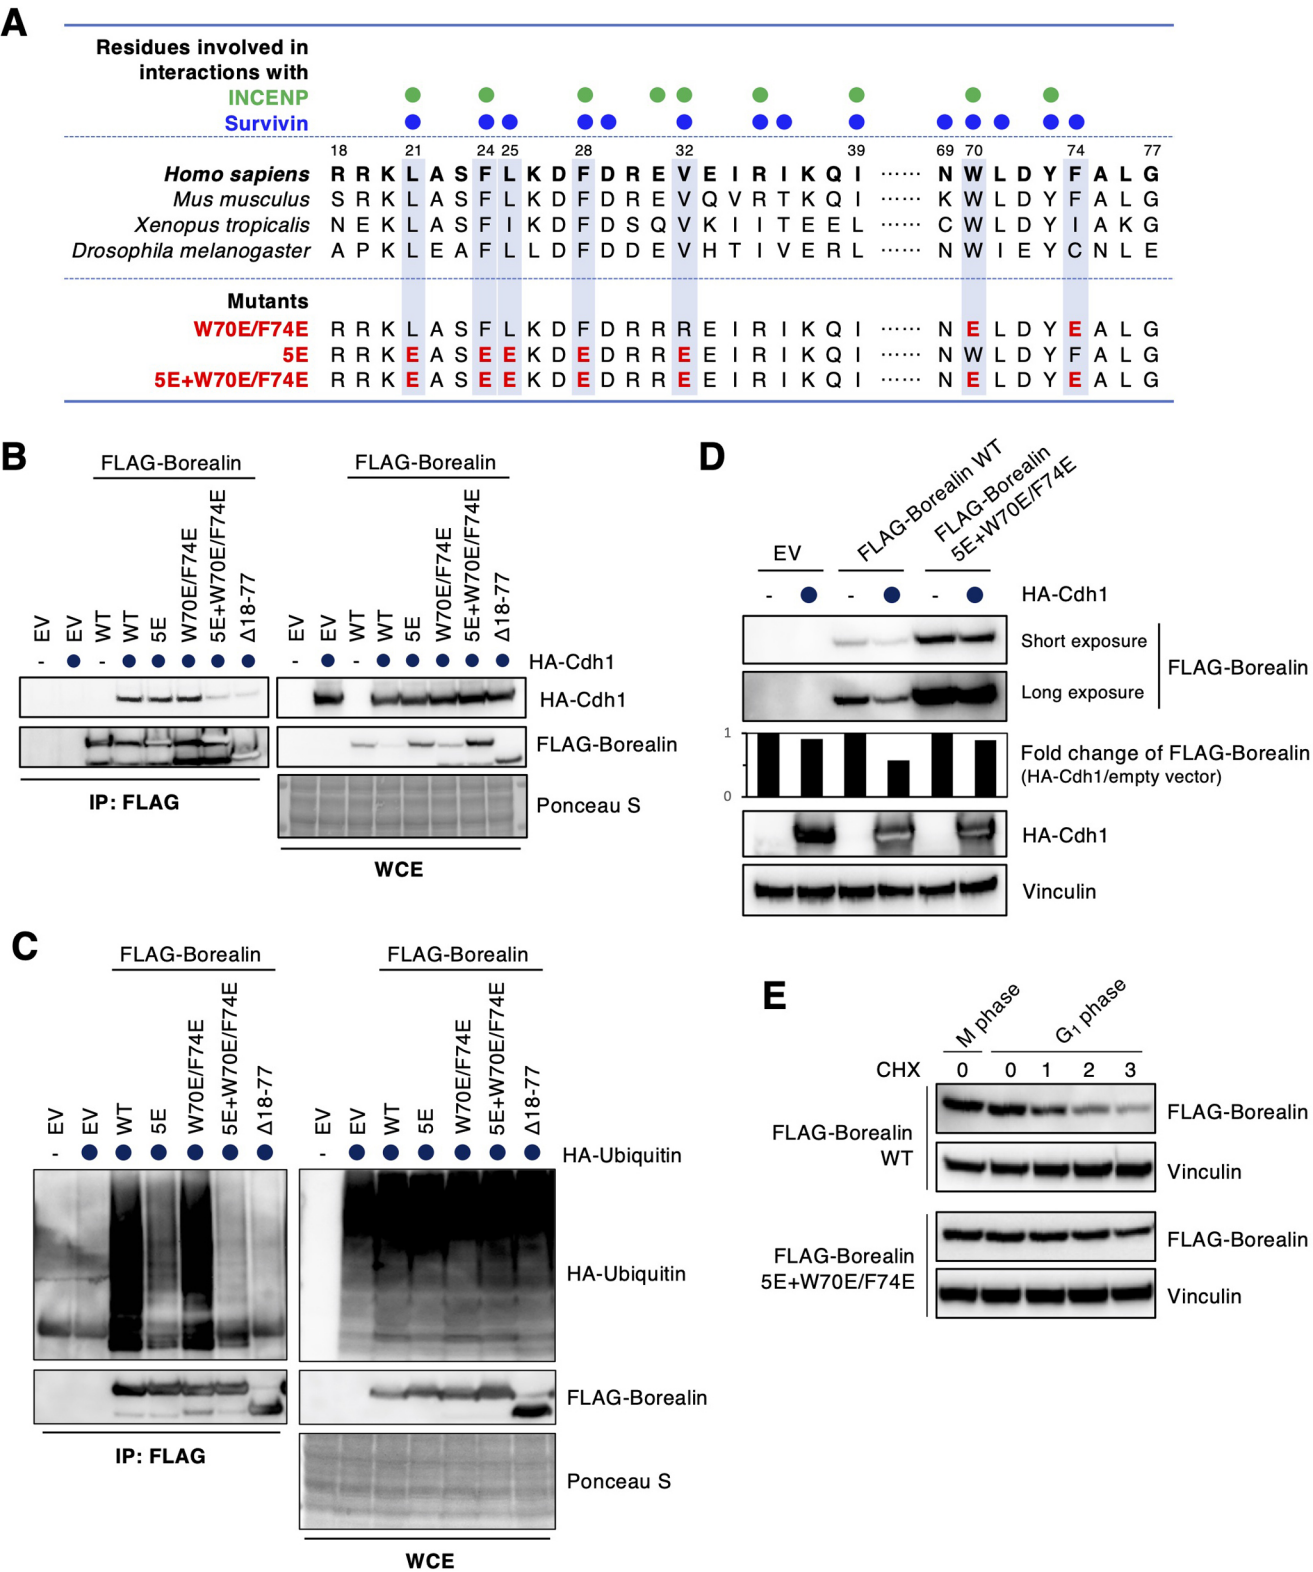 A
Residues involved in
interactions with
INCENP
Survivin
18 21 24 25 28 32 39 69 70 74 77
Homo sapiens R R K L A S F L K D F D R E V E I R I K Q I ...... N W L D Y F A L G
Mus musculus S R K L A S F L K D F D R E V Q V R T K Q I ...... K W L D Y F A L G
Xenopus tropicalis N E K L A S F I K D F D S Q V K I I T E E L ...... C W L D Y I A K G
Drosophila melanogaster A P K L E A F L L D F D D E V H T I V E R L ...... N W I E Y C N L E
Mutants
W70E/F74E R R K L A S F L K D F D R R R E I R I K Q I ...... N E L D Y E A L G
5E R R K E A S E E K D E D R R E E I R I K Q I ...... N W L D Y F A L G
5E+W70E/F74E R R K E A S E E K D E D R R E E I R I K Q I ...... N E L D Y E A L G
B
FLAG-Borealin FLAG-Borealin
EV EV WT WT 5E W70E/F74E 5E+W70E/F74E Δ18-77 EV EV WT WT 5E W70E/F74E 5E+W70E/F74E Δ18-77
- - - - HA-Cdh1
HA-Cdh1
FLAG-Borealin
IP: FLAG
Ponceau S
WCE
C
FLAG-Borealin FLAG-Borealin
EV EV WT 5E W70E/F74E 5E+W70E/F74E Δ18-77 EV EV WT 5E W70E/F74E 5E+W70E/F74E Δ18-77
- - HA-Ubiquitin
HA-Ubiquitin
FLAG-Borealin
IP: FLAG
Ponceau S
WCE
D
EV
FLAG-Borealin WT
FLAG-Borealin
5E+W70E/F74E
- - - HA-Cdh1
Short exposure
FLAG-Borealin
Long exposure
1
0
Fold change of FLAG-Borealin
(HA-Cdh1/empty vector)
HA-Cdh1
Vinculin
E
M phase G1 phase
CHX 0 0 1 2 3
FLAG-Borealin
WT
FLAG-Borealin
Vinculin
FLAG-Borealin
5E+W70E/F74E
FLAG-Borealin
Vinculin